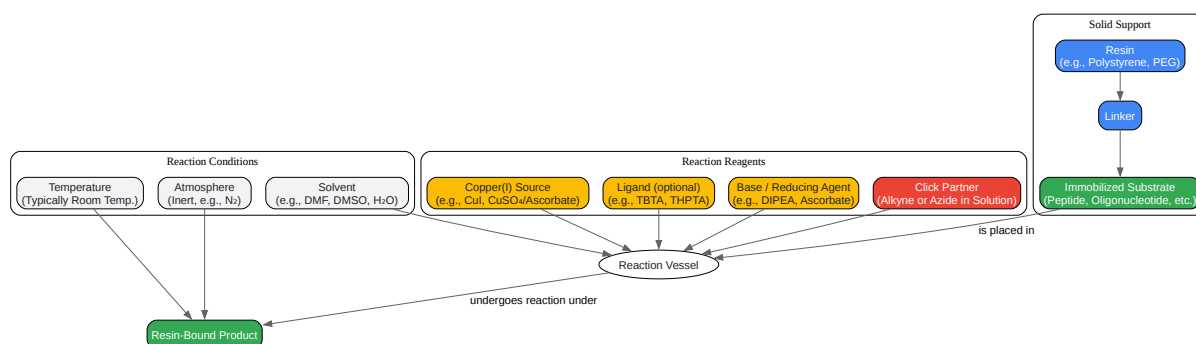 Solid Support
Resin
(e.g., Polystyrene, PEG)
Linker
Immobilized Substrate
(Peptide, Oligonucleotide, etc.)
Reaction Conditions
Temperature
(Typically Room Temp.)
Atmosphere
(Inert, e.g., N₂)
Solvent
(e.g., DMF, DMSO, H₂O)
Reaction Reagents
Copper(I) Source
(e.g., CuI, CuSO₄/Ascorbate)
Ligand (optional)
(e.g., TBTA, THPTA)
Base / Reducing Agent
(e.g., DIPEA, Ascorbate)
Click Partner
(Alkyne or Azide in Solution)
is placed in
Reaction Vessel
undergoes reaction under
Resin-Bound Product